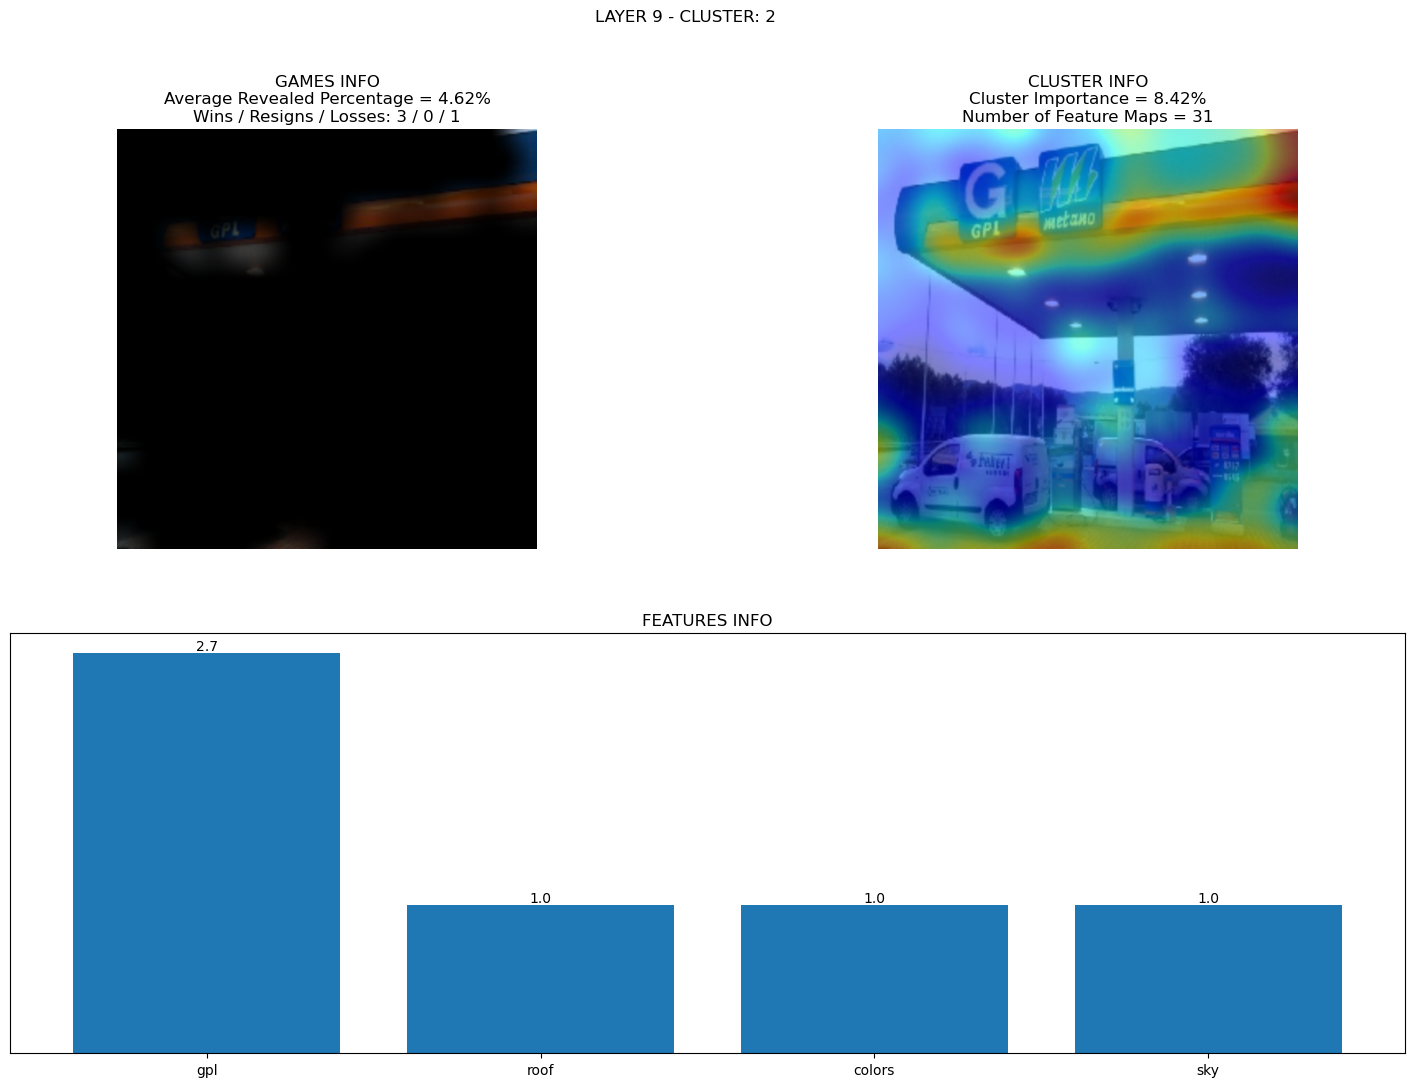 LAYER 9 - CLUSTER: 2
GAMES INFO
Average Revealed Percentage = 4.62%
Wins / Resigns / Losses: 3 / 0 / 1
GPL
CLUSTER INFO
Cluster Importance = 8.42%
Number of Feature Maps = 31
G
GPL
metano
FEATURES INFO
2.7
1.0
1.0
1.0
gpl
roof
colors
sky